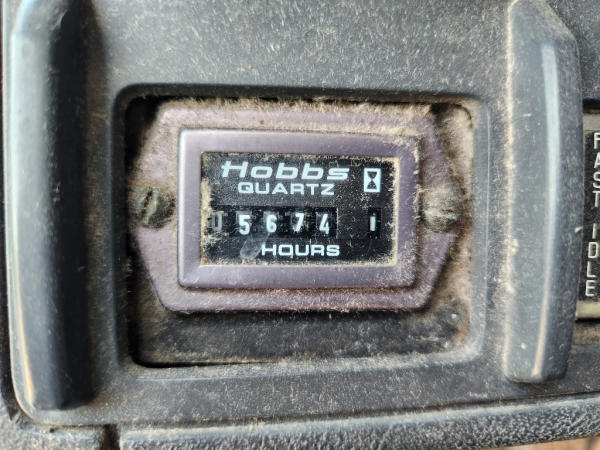 Hobbs
QUARTZ
05674 1
HOURS
FAST IDLE